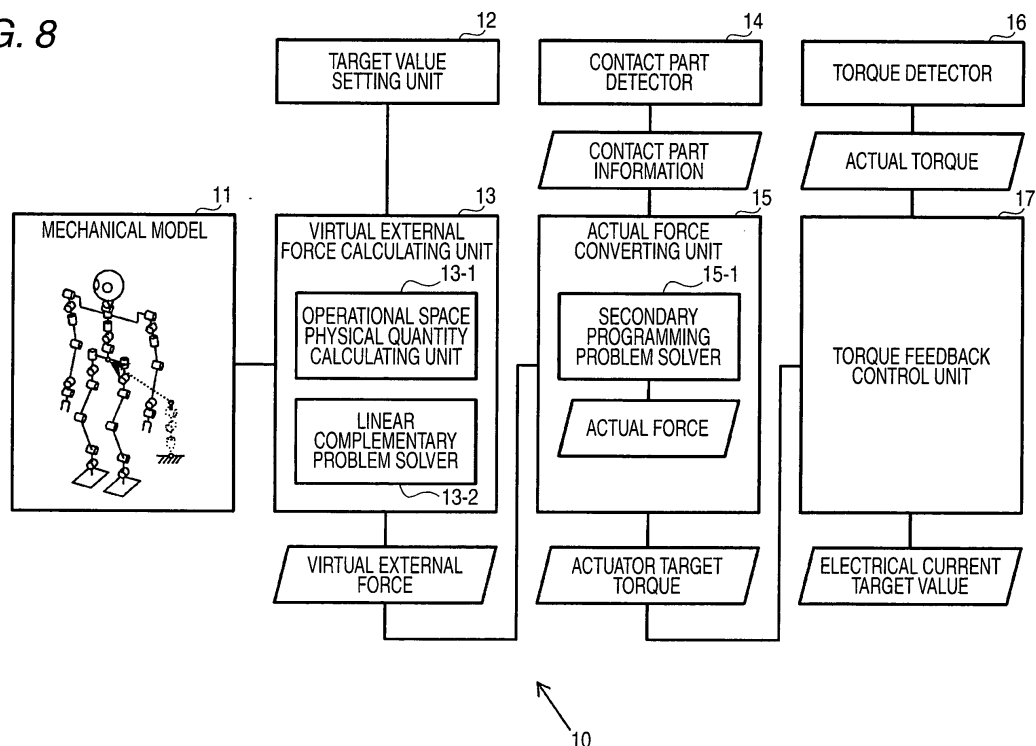 G. 8
12
TARGET VALUE
SETTING UNIT
14
CONTACT PART
DETECTOR
16
TORQUE DETECTOR
CONTACT PART
INFORMATION
ACTUAL TORQUE
11
MECHANICAL MODEL
13
VIRTUAL EXTERNAL
FORCE CALCULATING UNIT
13-1
OPERATIONAL SPACE
PHYSICAL QUANTITY
CALCULATING UNIT
LINEAR
COMPLEMENTARY
PROBLEM SOLVER
13-2
15
ACTUAL FORCE
CONVERTING UNIT
15-1
SECONDARY
PROGRAMMING
PROBLEM SOLVER
ACTUAL FORCE
17
TORQUE FEEDBACK
CONTROL UNIT
VIRTUAL EXTERNAL
FORCE
ACTUATOR TARGET
TORQUE
ELECTRICAL CURRENT
TARGET VALUE
10